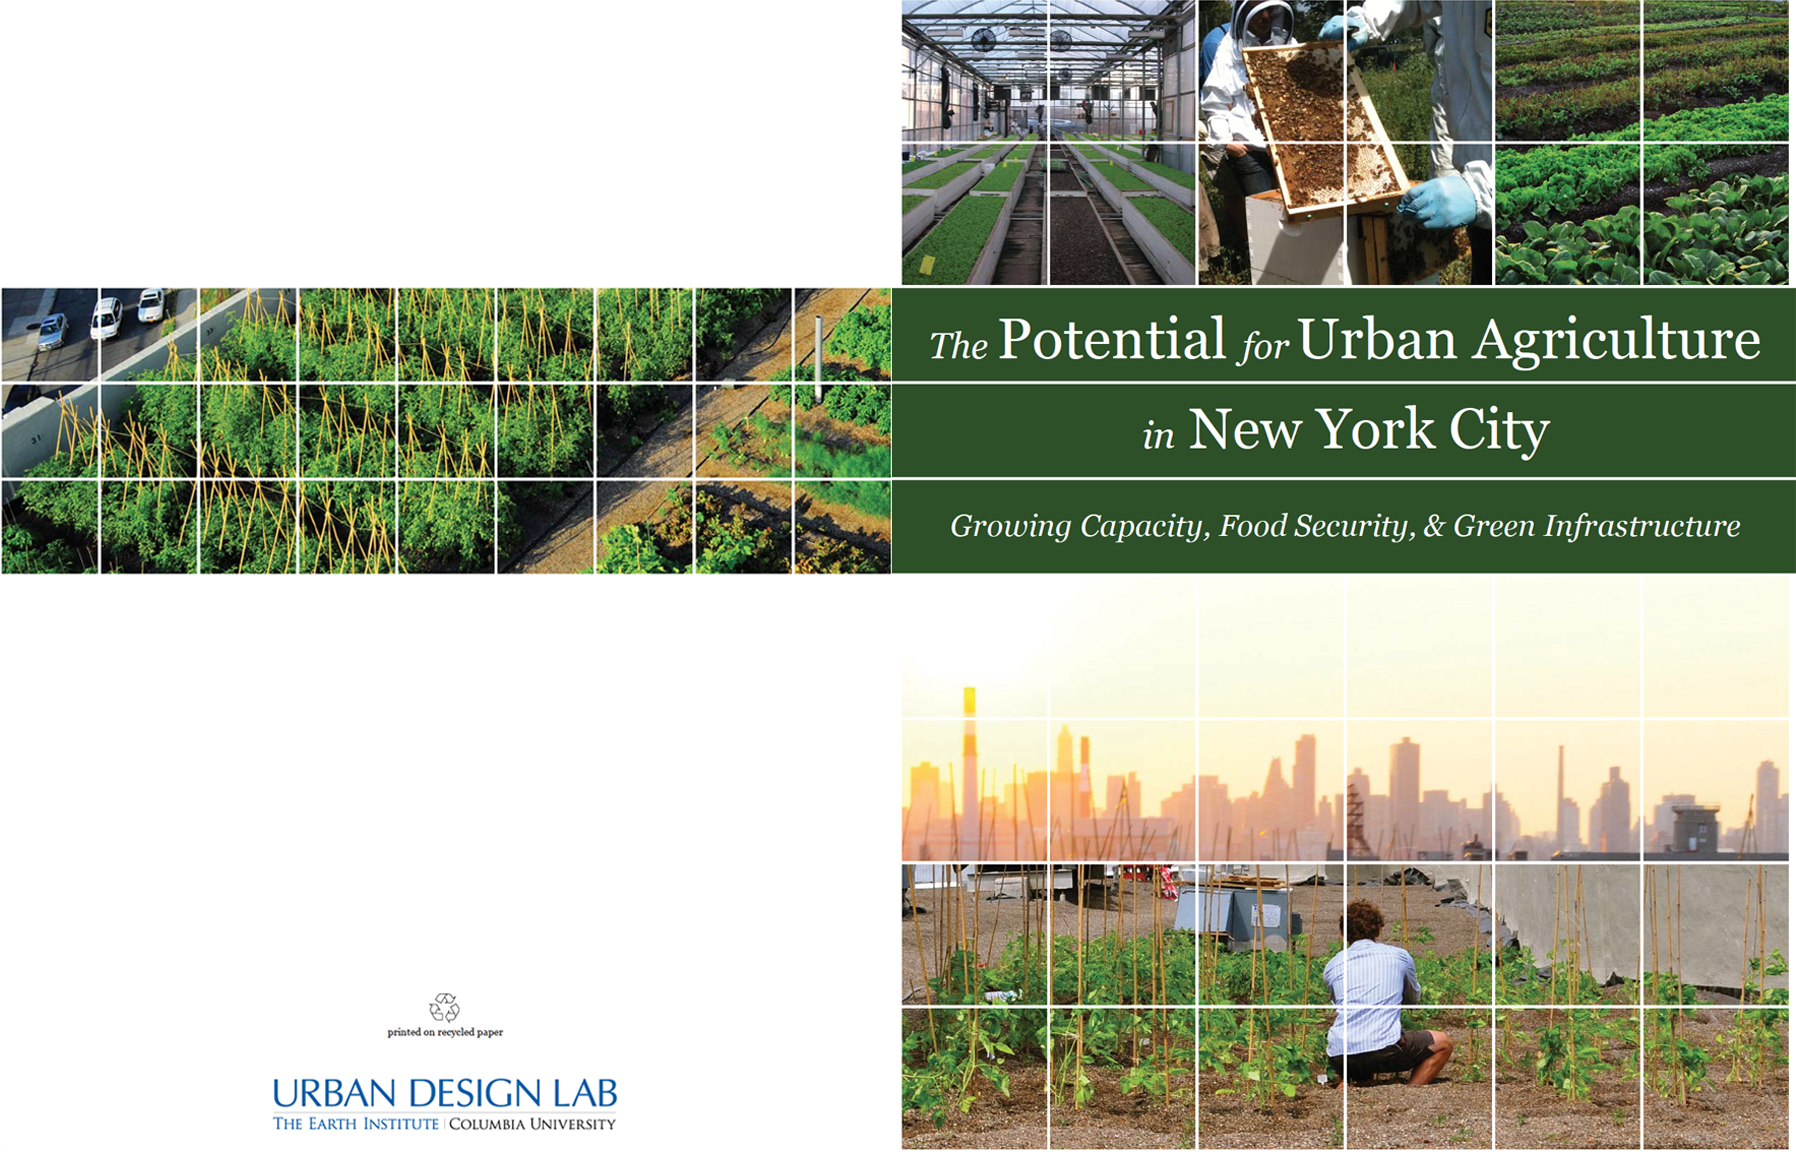 The Potential for Urban Agriculture
in New York City
Growing Capacity, Food Security, & Green Infrastructure
printed on recycled paper
URBAN DESIGN LAB
THE EARTH INSTITUTE | COLUMBIA UNIVERSITY